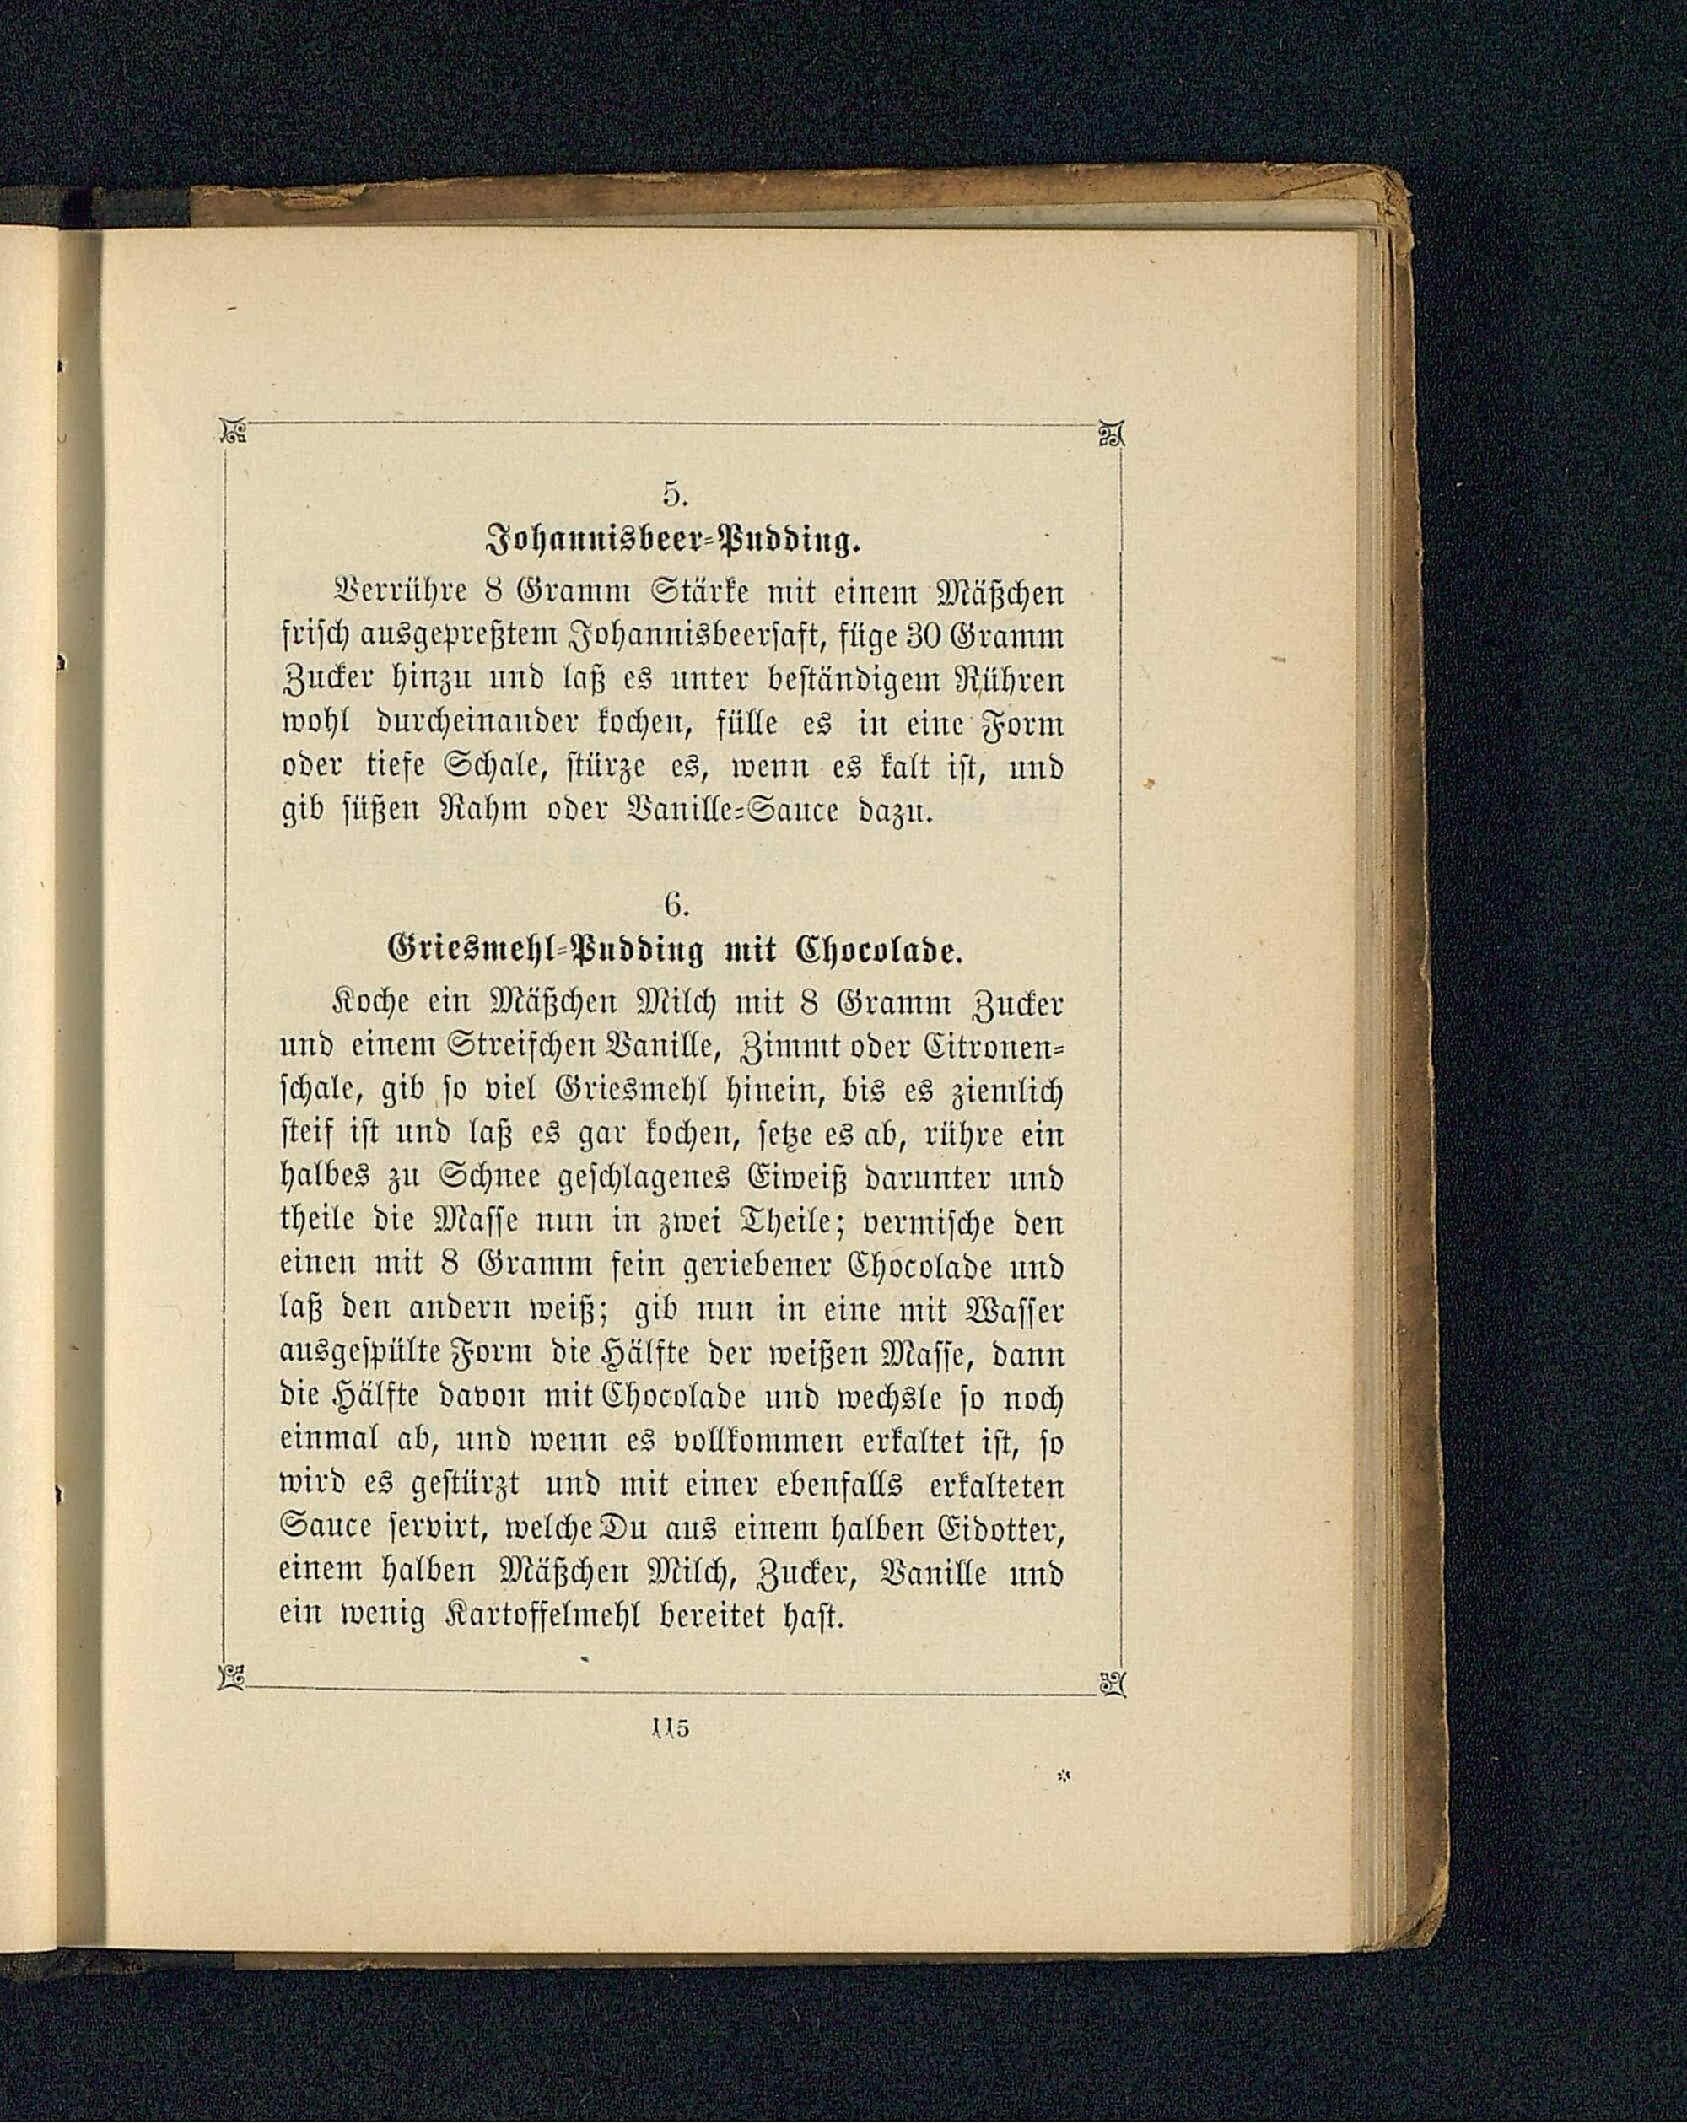 5.
Johannisbeer-Pudding.
Verrühre 8 Gramm Stärke mit einem Mäßchen
frisch ausgepreßtem Johannisbeersaft, füge 30 Gramm
Zucker hinzu und laß es unter beständigem Rühren
wohl durcheinander kochen, fülle es in eine Form
oder tiefe Schale, stürze es, wenn es kalt ist, und
gib süßen Rahm oder Vanille-Sauce dazu.
6.
Griesmehl-Pudding mit Chocolade.
Koche ein Mäßchen Milch mit 8 Gramm Zucker
und einem Streifchen Vanille, Zimmt oder Citronen-
schale, gib so viel Griesmehl hinein, bis es ziemlich
steif ist und laß es gar kochen, setze es ab, rühre ein
halbes zu Schnee geschlagenes Eiweiß darunter und
theile die Masse nun in zwei Theile; vermische den
einen mit 8 Gramm fein geriebener Chocolade und
laß den andern weiß; gib nun in eine mit Wasser
ausgespülte Form die Hälfte der weißen Masse, dann
die Hälfte davon mit Chocolade und wechsle so noch
einmal ab, und wenn es vollkommen erkaltet ist, so
wird es gestürzt und mit einer ebenfalls erkalteten
Sauce servirt, welche Du aus einem halben Eidotter,
einem halben Mäßchen Milch, Zucker, Vanille und
ein wenig Kartoffelmehl bereitet hast.
115
*